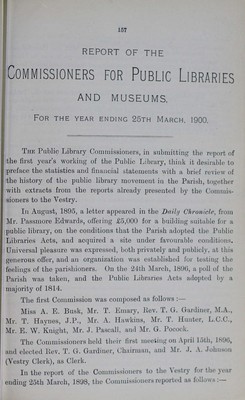 157
REPORT OF THE
COMMISSIONERS FOR PUBLIC LIBRARIES
AND MUSEUMS.
FOR THE YEAR ENDING 25TH MARCH, 1900.
THE Public Library Commissioners, in submitting the report of
the first year's working of the Public Library, think it desirable to
preface the statistics and financial statements with a brief review of
the history of the public library movement in the Parish, together
with extracts from the reports already presented by the Commis-
sioners to the Vestry.
In August, 1895, a letter appeared in the Daily Chronicle, from
Mr. Passmore Edwards, offering £5,000 for a building suitable for a
public library, on the conditions that the Parish adopted the Public
Libraries Acts, and acquired a site under favourable conditions.
Universal pleasure was expressed, both privately and publicly, at this
generous offer, and an organization was established for testing the
feelings of the parishioners. On the 24th March, 1896, a poll of the
Parish was taken, and the Public Libraries Acts adopted by a
majority of 1814.
The first Commission was composed as follows :—
Miss A. E. Busk, Mr. T. Emary, Rev. T. G. Gardiner, M.A.,
Mr. T. Haynes, J.P., Mr. A. Hawkins, Mr. T. Hunter, L.C.C.,
Mr. E. W. Knight, Mr. J. Pascall, and Mr. G. Pocock.
The Commissioners held their first meeting on April 15th, 1896,
and elected Rev. T. G. Gardiner, Chairman, and Mr. J. A. Johnson
(Vestry Clerk), as Clerk.
In the report of the Commissioners to the Vestry for the year
ending 25th March, 1898, the Commissioners reported as follows :—